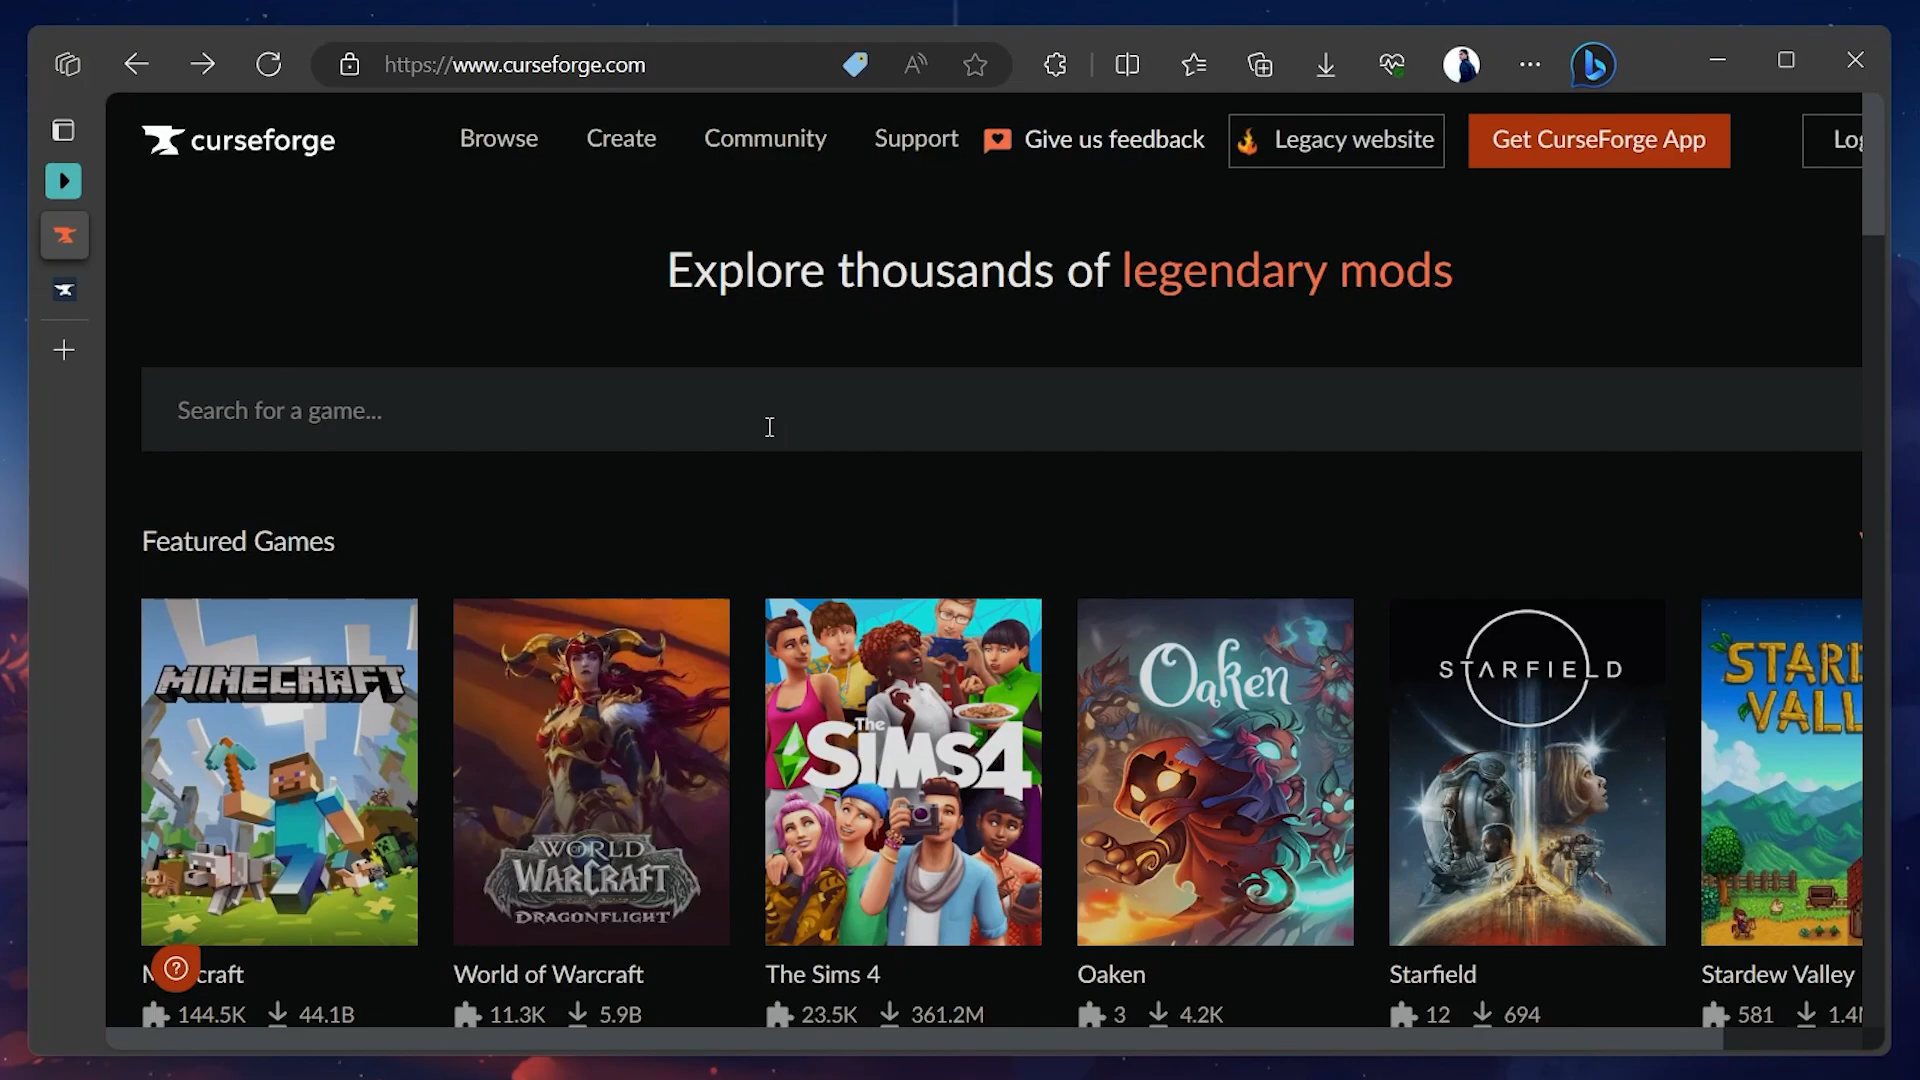 https://www.curseforge.com
curseforge
Browse
Create
Community
Support
Give us feedback
Legacy website
Get CurseForge App
Explore thousands of legendary mods
Search for a game...
Featured Games
MINECRAFT
WORLD
OF
WARCRAFT
DRAGONFLIGHT
The
SIMS4
Oaken
STARFIELD
World of Warcraft
The Sims 4
Oaken
Starfield
Stardew Valley
144.5K 44.1B
11.3K 5.9B
23.5K 361.2M
3 4.2K
12 694
581